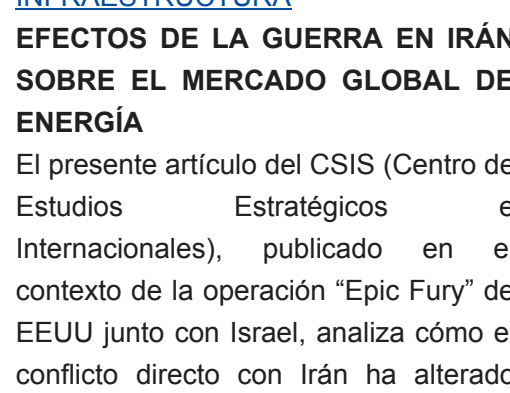 INFRAESTRUCTURA
EFECTOS DE LA GUERRA EN IRÁN
SOBRE EL MERCADO GLOBAL DE
ENERGÍA
El presente artículo del CSIS (Centro de
Estudios Estratégicos e
Internacionales), publicado en e
contexto de la operación “Epic Fury” de
EEUU junto con Israel, analiza cómo e
conflicto directo con Irán ha alterado